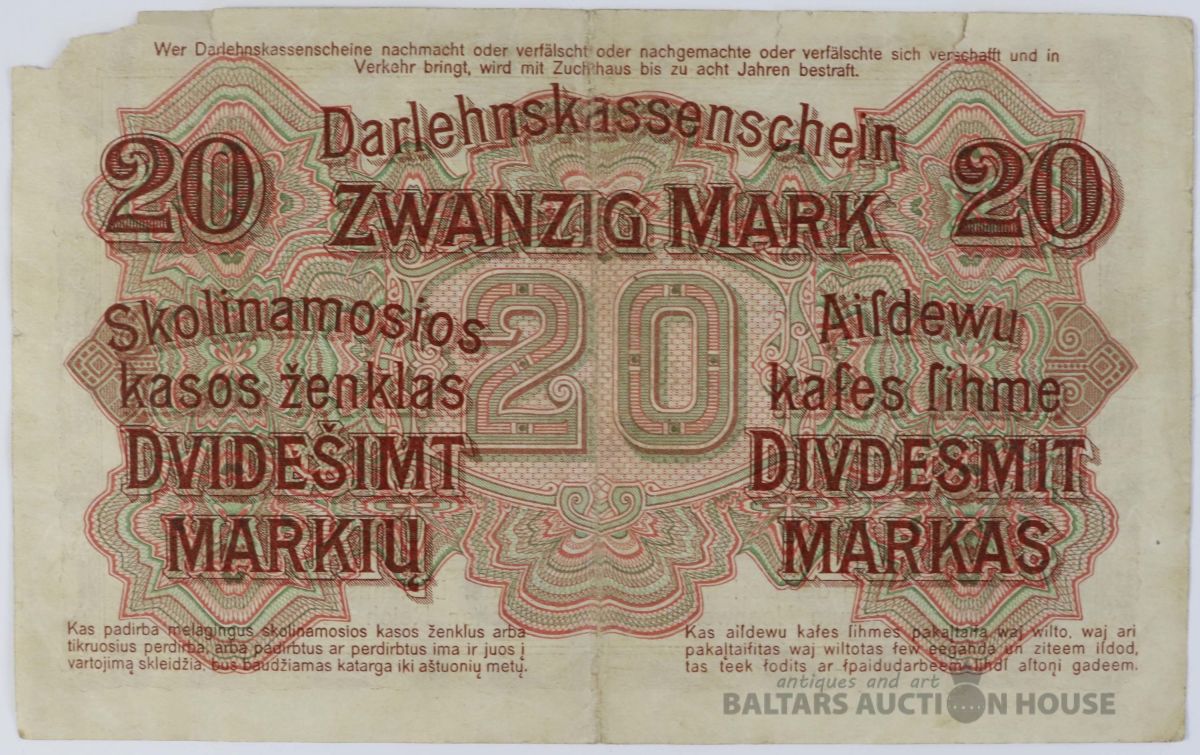 Wer Darlehnskassenscheine nachmacht oder verfälscht oder nachgemachte oder verfälschte sich verschafft und in
Verkehr bringt, wird mit Zuchthaus bis zu acht Jahren bestraft.
20 Darlehnskassenschein 20
ZWANZIG MARK
20
Skolinamosios
kasos ženklas
DVIDEŠIMT
MARKIŲ
Aiſdewu
kaſes ſihme
DIVDESMIT
MARKAS
Kas padirba melagingus skolinamosios kasos ženklus arba
tikruosius perdirba, arba padirbtus ar perdirbtus ima ir juos į
vartojimą skleidžia, bus baudžiamas katarga iki aštuonių metų.
Kas aiſdewu kaſes ſihmes pakaļtaiſa waj wilto, waj ari
pakaļtaiſitas waj wiltotas ſew eegahdā un ziteem iſdod,
tas teek ſodits ar ſpaidudarbeem lihdſ aſtoņi gadeem.
antiques and art
BALTARS AUCTION HOUSE